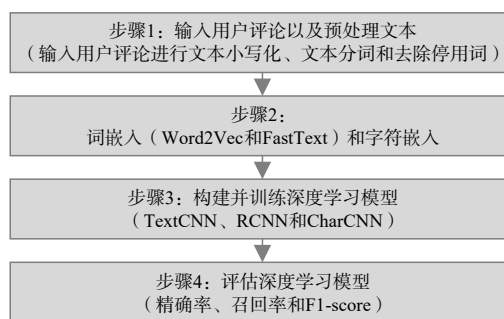 步骤1：输入用户评论以及预处理文本
（输入用户评论进行文本小写化、文本分词和去除停用词）
步骤2：
词嵌入（Word2Vec和FastText）和字符嵌入
步骤3：构建并训练深度学习模型
（TextCNN、RCNN和CharCNN）
步骤4：评估深度学习模型
（精确率、召回率和F1-score）